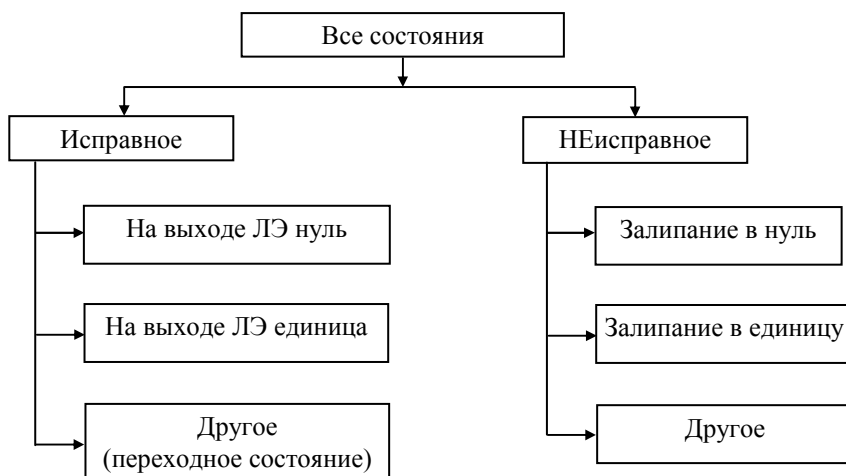 Все состояния
Исправное
НЕисправное
На выходе ЛЭ нуль
Залипание в нуль
На выходе ЛЭ единица
Залипание в единицу
Другое
(переходное состояние)
Другое